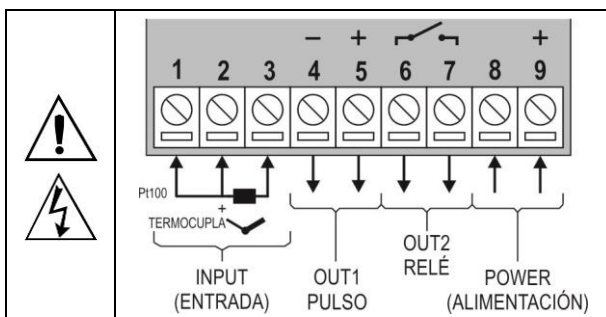 − + +
1 2 3 4 5 6 7 8 9
Pt100
+
TERMOCUPLA
INPUT
(ENTRADA)
OUT1
PULSO
OUT2
RELÉ
POWER
(ALIMENTACIÓN)